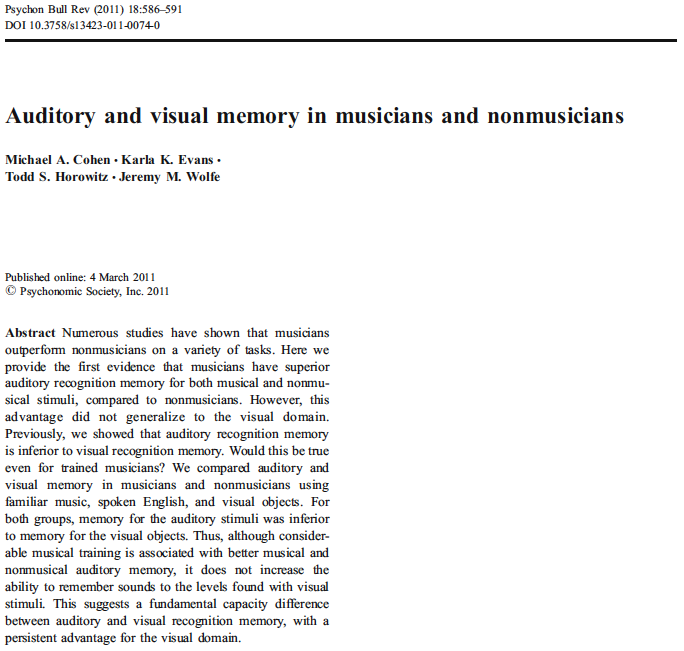 Psychon Bull Rev (2011) 18:586–591
DOI 10.3758/s13423-011-0074-0
Auditory and visual memory in musicians and nonmusicians
Michael A. Cohen · Karla K. Evans ·
Todd S. Horowitz · Jeremy M. Wolfe
Published online: 4 March 2011
© Psychonomic Society, Inc. 2011
Abstract Numerous studies have shown that musicians
outperform nonmusicians on a variety of tasks. Here we
provide the first evidence that musicians have superior
auditory recognition memory for both musical and nonmu-
sical stimuli, compared to nonmusicians. However, this
advantage did not generalize to the visual domain.
Previously, we showed that auditory recognition memory
is inferior to visual recognition memory. Would this be true
even for trained musicians? We compared auditory and
visual memory in musicians and nonmusicians using
familiar music, spoken English, and visual objects. For
both groups, memory for the auditory stimuli was inferior
to memory for the visual objects. Thus, although consider-
able musical training is associated with better musical and
nonmusical auditory memory, it does not increase the
ability to remember sounds to the levels found with visual
stimuli. This suggests a fundamental capacity difference
between auditory and visual recognition memory, with a
persistent advantage for the visual domain.